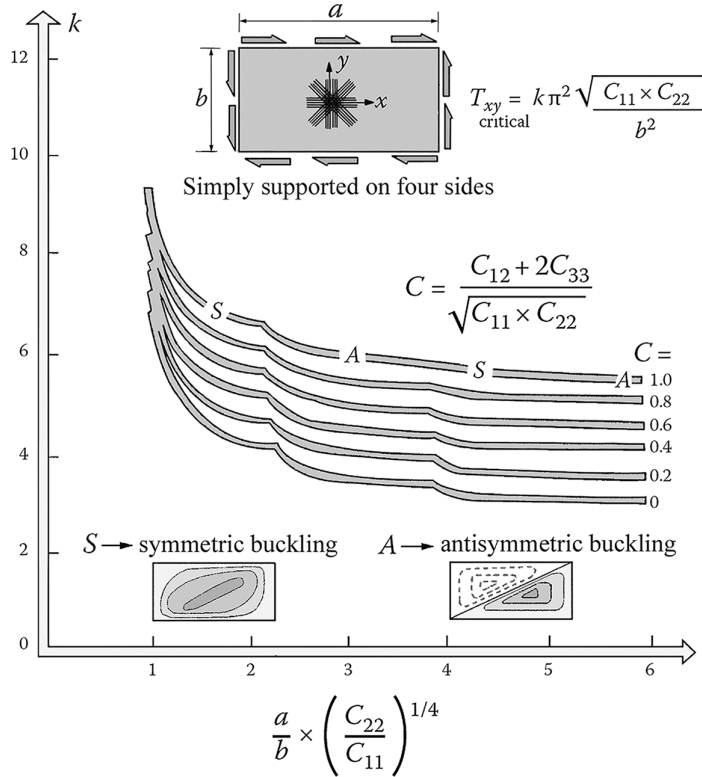 k
a
12
y
b
x
T_xy critical = k π² √(C₁₁ × C₂₂) / b²
10
Simply supported on four sides
8
C = (C₁₂ + 2C₃₃) / √(C₁₁ × C₂₂)
S
A
S
C =
6
A 1.0
0.8
0.6
0.4
4
0.2
0
S → symmetric buckling
A → antisymmetric buckling
2
0
1 2 3 4 5 6
a/b × (C₂₂/C₁₁)^1/4